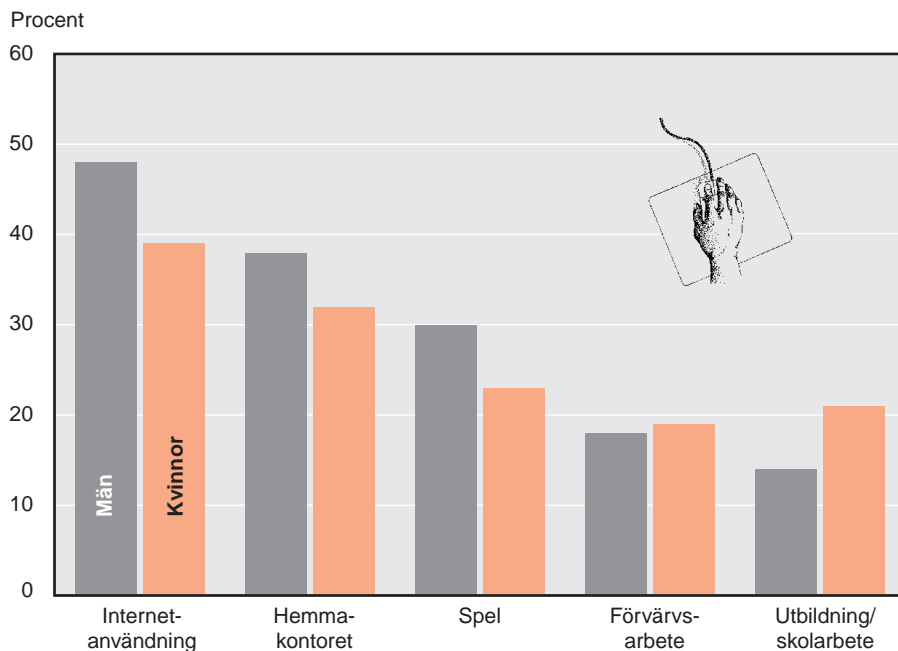 Procent
60
50
40
30
20
10
0
Män
Kvinnor
Internet-
användning
Hemma-
kontoret
Spel
Förvärvs-
arbete
Utbildning/
skolarbete